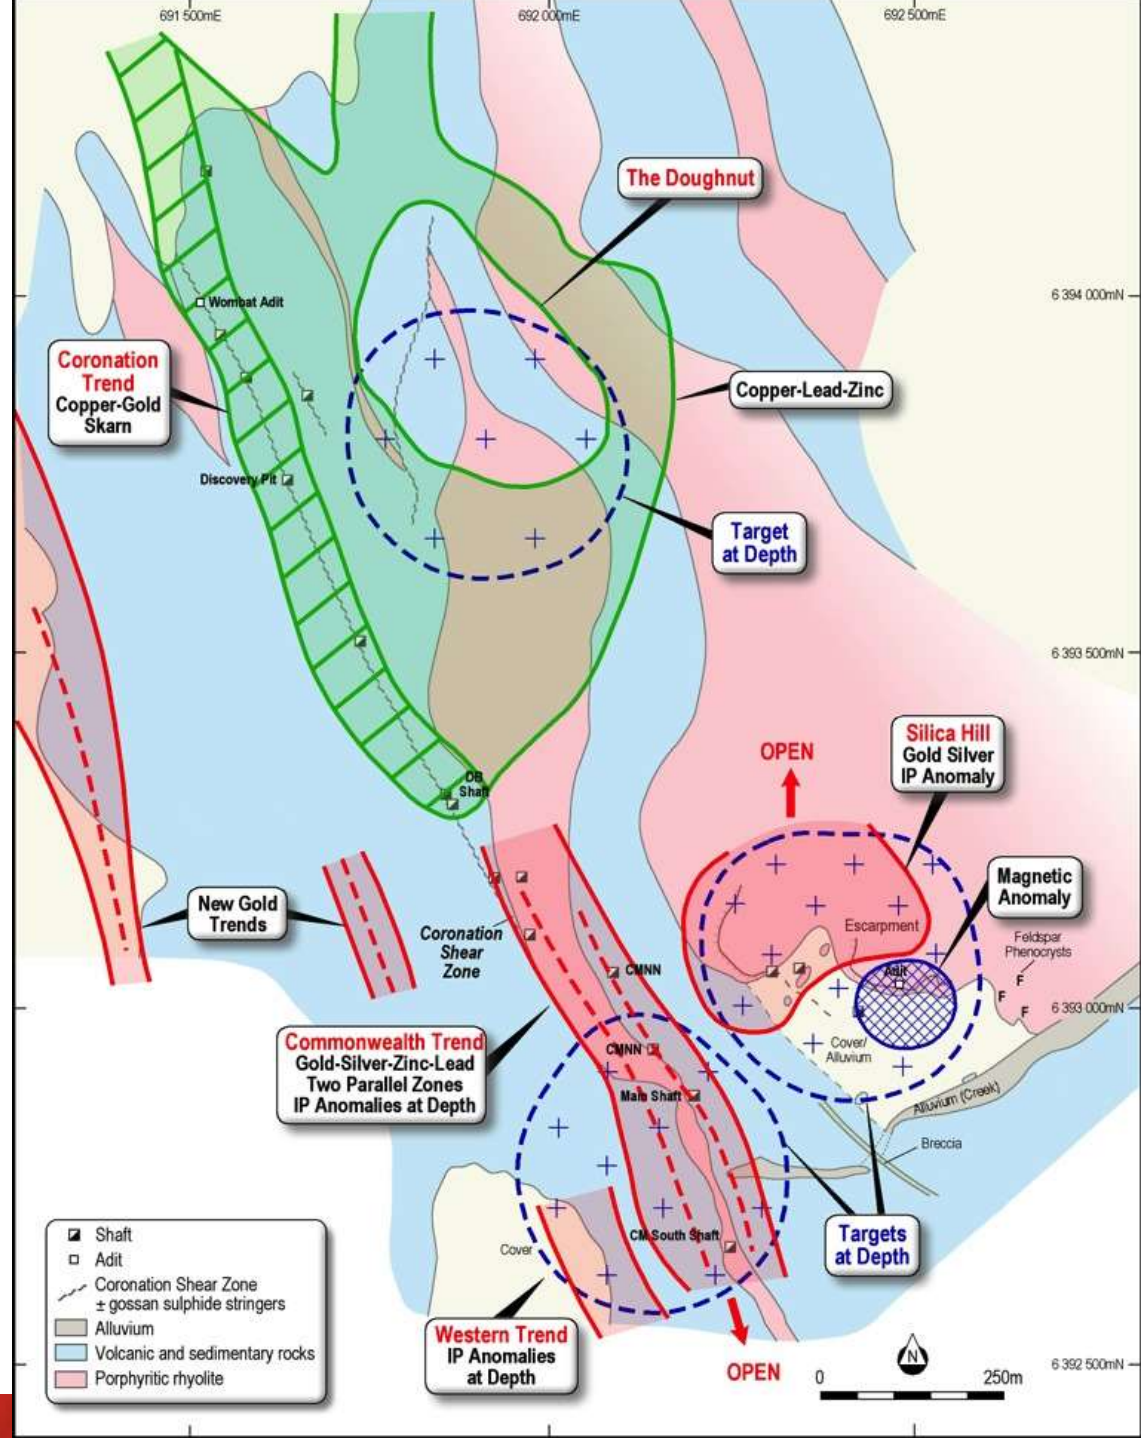 691 500mE
692 000mE
692 500mE
The Doughnut
6 394 000mN
Wombat Adit
Coronation
Trend
Copper-Gold
Skarn
Copper-Lead-Zinc
Discovery Pit
Target
at Depth
6 393 500mN
Silica Hill
Gold Silver
IP Anomaly
OPEN
DB
Shaft
Magnetic
Anomaly
New Gold
Trends
Escarpment
Feldspar
Phenocrysts
Coronation
Shear
Zone
CMNN
Adit
F
F
F
6 393 000mN
Commonwealth Trend
Gold-Silver-Zinc-Lead
Two Parallel Zones
IP Anomalies at Depth
CMNN
Cover/
Alluvium
Main Shaft
Alluvium (Creek)
Breccia
CM South Shaft
Cover
Targets
at Depth
Shaft
Adit
Coronation Shear Zone
± gossan sulphide stringers
Alluvium
Volcanic and sedimentary rocks
Porphyritic rhyolite
Western Trend
IP Anomalies
at Depth
OPEN
N
0
250m
6 392 500mN